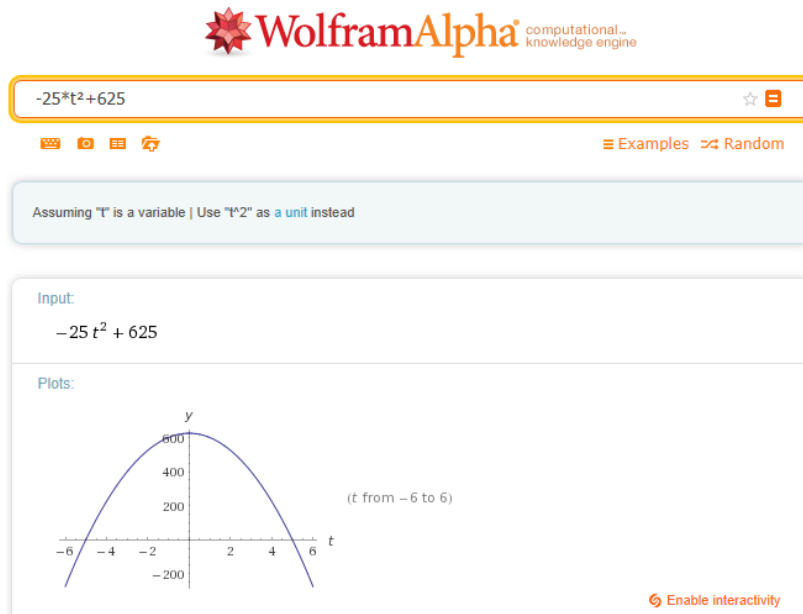 WolframAlpha computational™ knowledge engine
-25*t²+625
Examples Random
Assuming "t" is a variable | Use "t^2" as a unit instead
Input:
−25 t² + 625
Plots:
y
600
400
200
(t from −6 to 6)
t
−6 −4 −2 2 4 6
−200
Enable interactivity